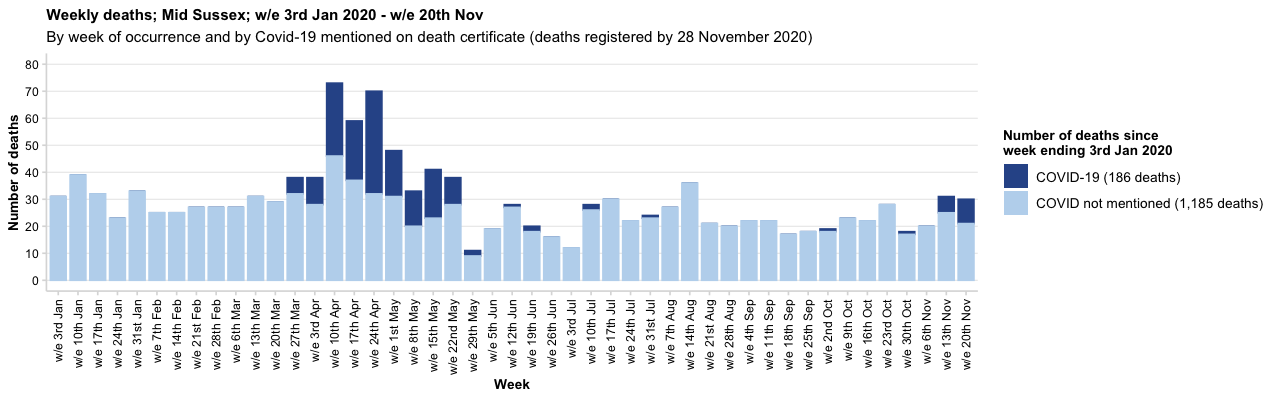 Weekly deaths; Mid Sussex; w/e 3rd Jan 2020 - w/e 20th Nov
By week of occurrence and by Covid-19 mentioned on death certificate (deaths registered by 28 November 2020)
Number of deaths
80
70
60
50
40
30
20
10
0
w/e 3rd Jan
w/e 10th Jan
w/e 17th Jan
w/e 24th Jan
w/e 31st Jan
w/e 7th Feb
w/e 14th Feb
w/e 21st Feb
w/e 28th Feb
w/e 6th Mar
w/e 13th Mar
w/e 20th Mar
w/e 27th Mar
w/e 3rd Apr
w/e 10th Apr
w/e 17th Apr
w/e 24th Apr
w/e 1st May
w/e 8th May
w/e 15th May
w/e 22nd May
w/e 29th May
w/e 5th Jun
w/e 12th Jun
w/e 19th Jun
w/e 26th Jun
w/e 3rd Jul
w/e 10th Jul
w/e 17th Jul
w/e 24th Jul
w/e 31st Jul
w/e 7th Aug
w/e 14th Aug
w/e 21st Aug
w/e 28th Aug
w/e 4th Sep
w/e 11th Sep
w/e 18th Sep
w/e 25th Sep
w/e 2nd Oct
w/e 9th Oct
w/e 16th Oct
w/e 23rd Oct
w/e 30th Oct
w/e 6th Nov
w/e 13th Nov
w/e 20th Nov
Week
Number of deaths since
week ending 3rd Jan 2020
COVID-19 (186 deaths)
COVID not mentioned (1,185 deaths)